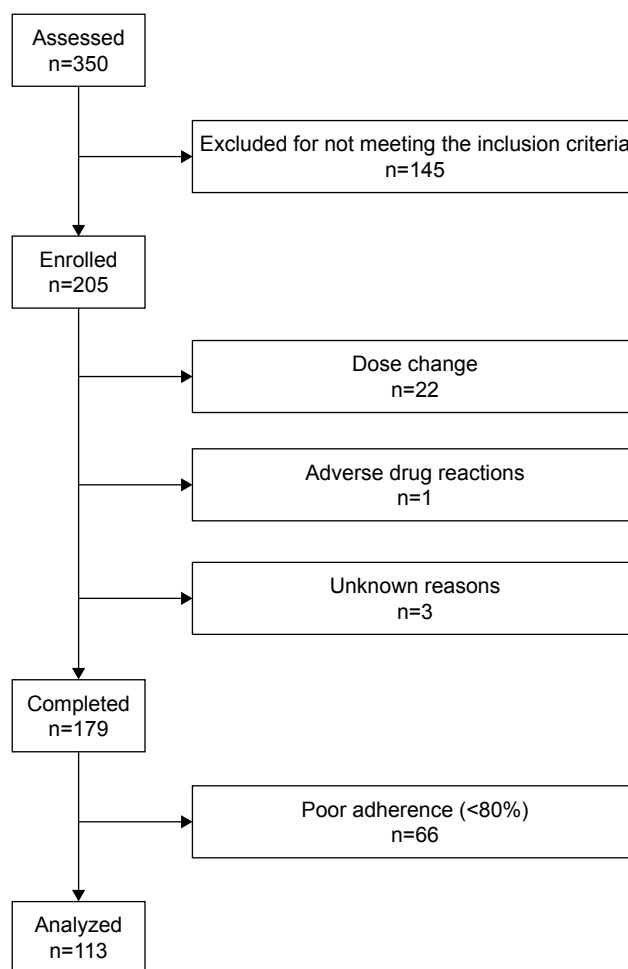 Assessed
n=350
Excluded for not meeting the inclusion criteria
n=145
Enrolled
n=205
Dose change
n=22
Adverse drug reactions
n=1
Unknown reasons
n=3
Completed
n=179
Poor adherence (<80%)
n=66
Analyzed
n=113